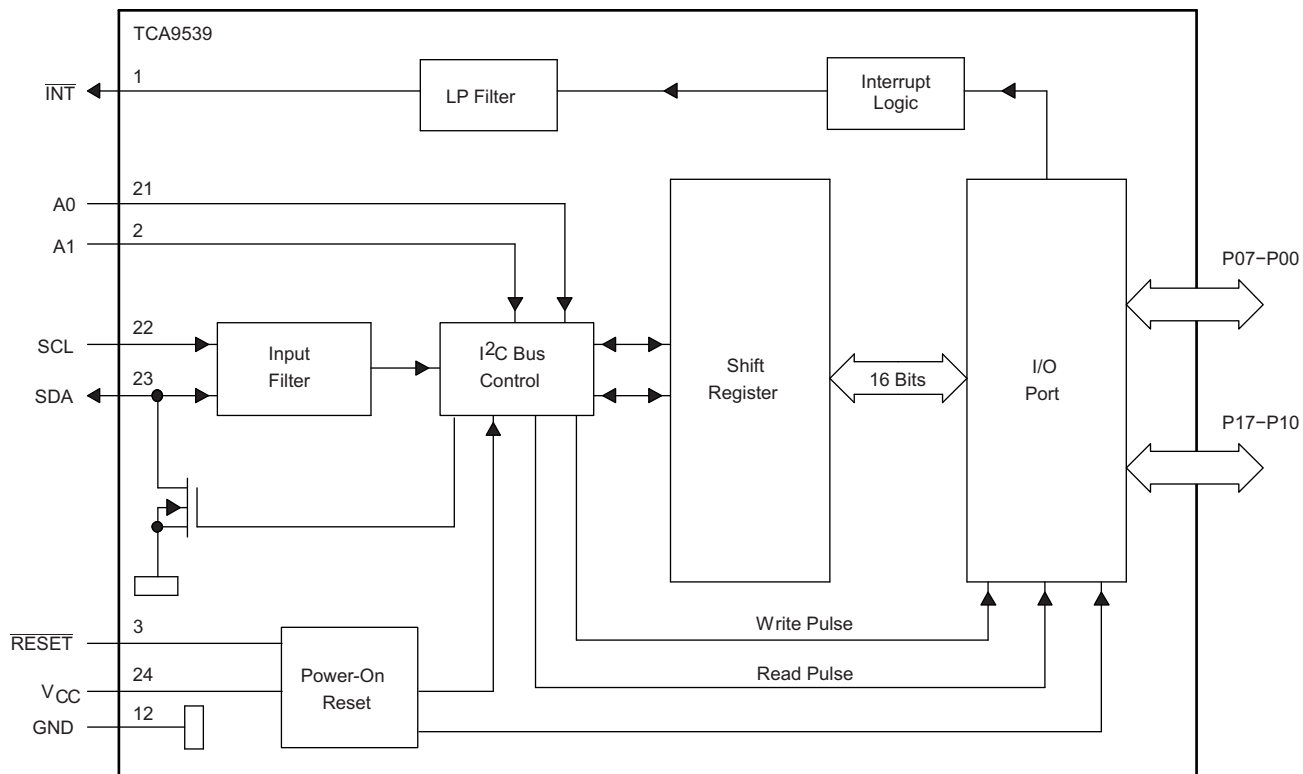 TCA9539
1
INT
LP Filter
Interrupt
Logic
21
A0
2
A1
P07−P00
22
SCL
Input
Filter
I2C Bus
Control
Shift
Register
16 Bits
I/O
Port
23
SDA
P17−P10
3
RESET
Write Pulse
24
VCC
Power-On
Reset
Read Pulse
12
GND